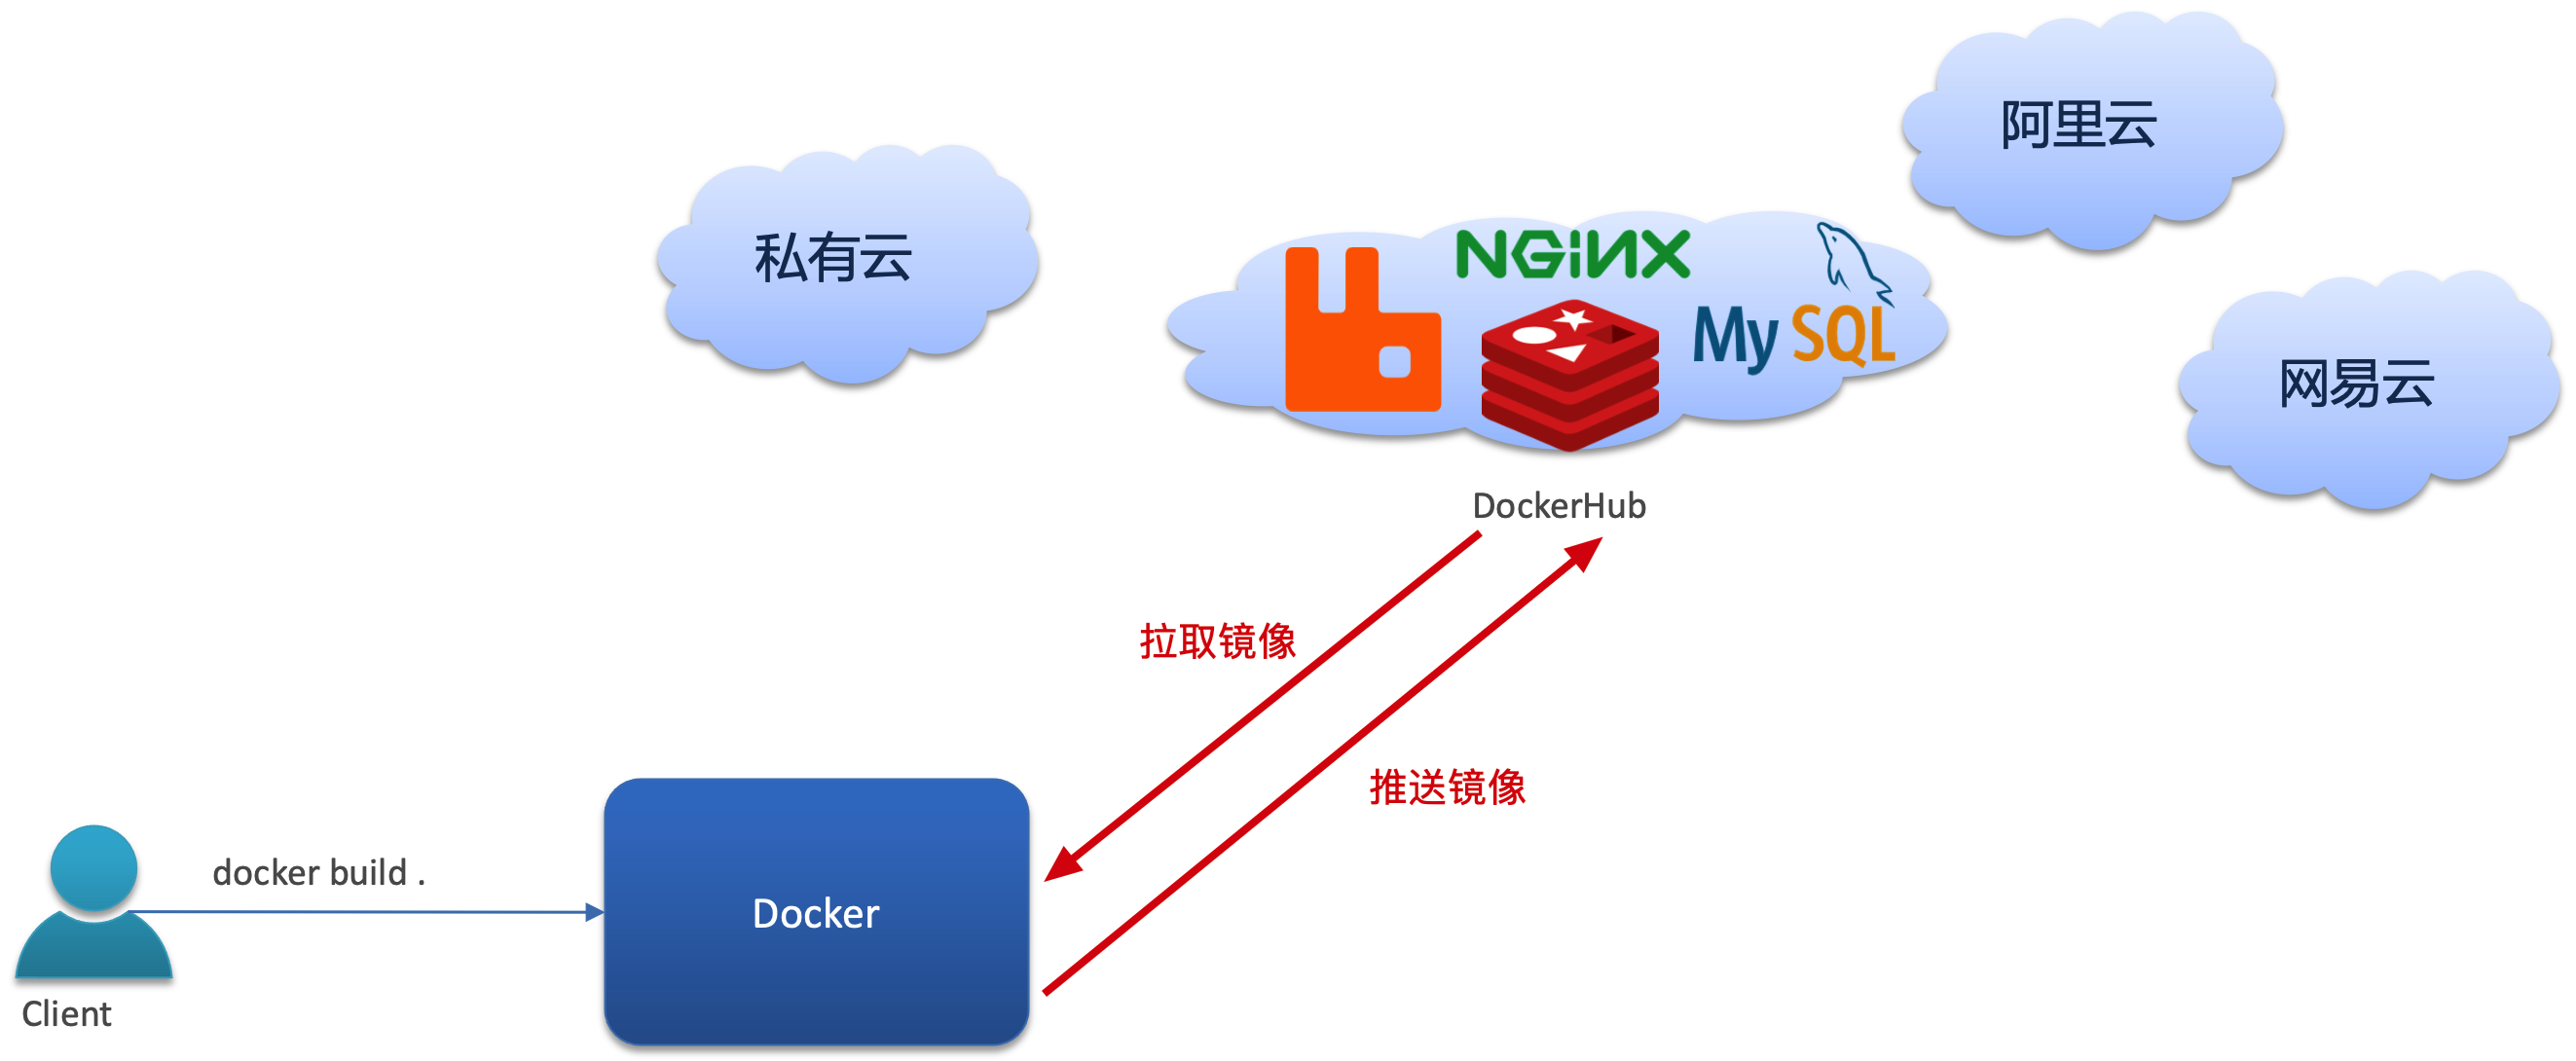 阿里云
私有云
NGINX
MySQL
网易云
DockerHub
拉取镜像
推送镜像
docker build .
Docker
Client